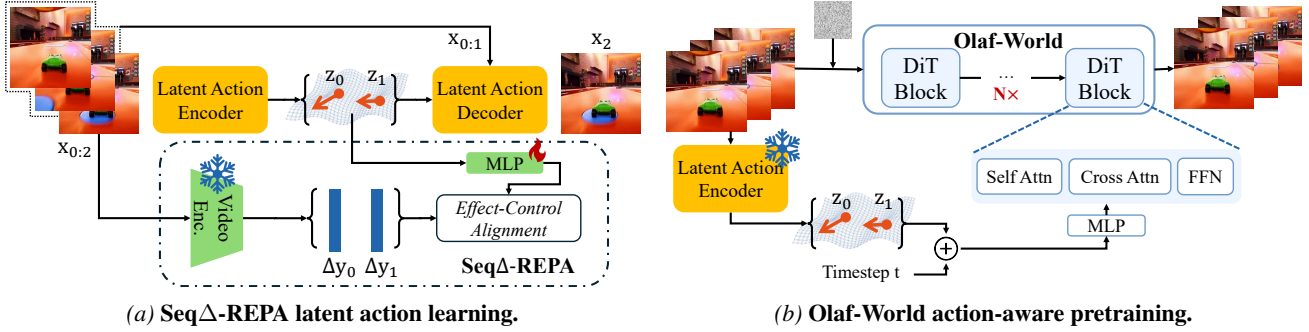 x0:1
x2
Latent Action
Encoder
z0 z1
Latent Action
Decoder
x0:2
MLP
Video
Enc.
Effect-Control
Alignment
Δy0 Δy1
SeqΔ-REPA
(a) SeqΔ-REPA latent action learning.
Olaf-World
DiT
Block
...
N×
DiT
Block
Latent Action
Encoder
Self Attn
Cross Attn
FFN
z0 z1
MLP
+
Timestep t
(b) Olaf-World action-aware pretraining.